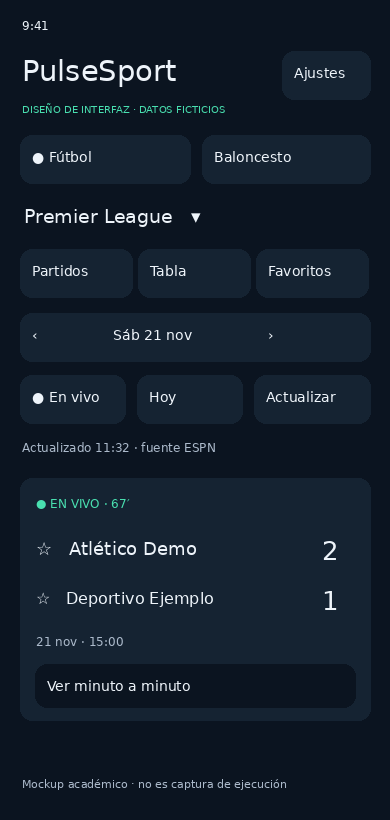 9:41
PulseSport
Ajustes
DISEÑO DE INTERFAZ · DATOS FICTICIOS
● Fútbol
Baloncesto
Premier League ▼
Partidos
Tabla
Favoritos
‹ Sáb 21 nov ›
● En vivo
Hoy
Actualizar
Actualizado 11:32 · fuente ESPN
● EN VIVO · 67′
☆ Atlético Demo 2
☆ Deportivo Ejemplo 1
21 nov · 15:00
Ver minuto a minuto
Mockup académico · no es captura de ejecución